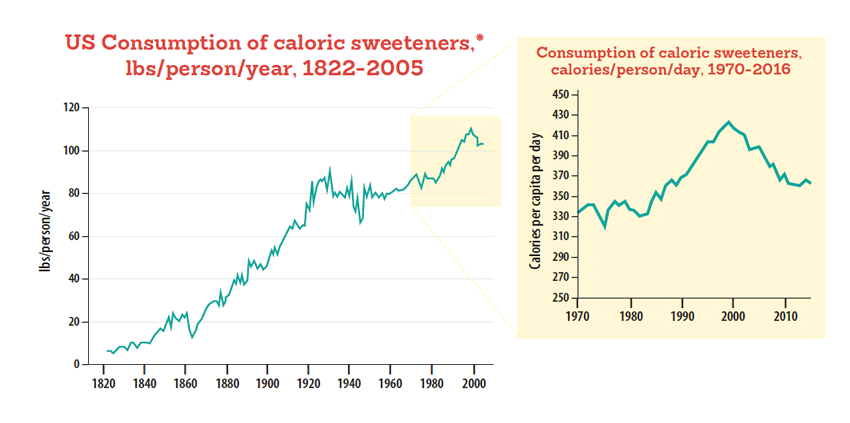 US Consumption of caloric sweeteners,*
lbs/person/year, 1822-2005
120
100
80
60
40
20
0
lbs/person/year
1820 1840 1860 1880 1900 1920 1940 1960 1980 2000
Consumption of caloric sweeteners,
calories/person/day, 1970-2016
450
430
410
390
370
350
330
310
290
270
250
Calories per capita per day
1970 1980 1990 2000 2010